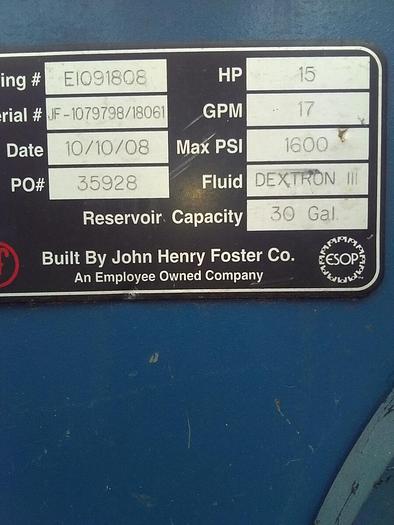 ing # EI091808 HP 15
erial # JF-1079798/18061 GPM 17
Date 10/10/08 Max PSI 1600
PO# 35928 Fluid DEXTRON III
Reservoir Capacity 30 Gal.
Built By John Henry Foster Co.
An Employee Owned Company
ESOP